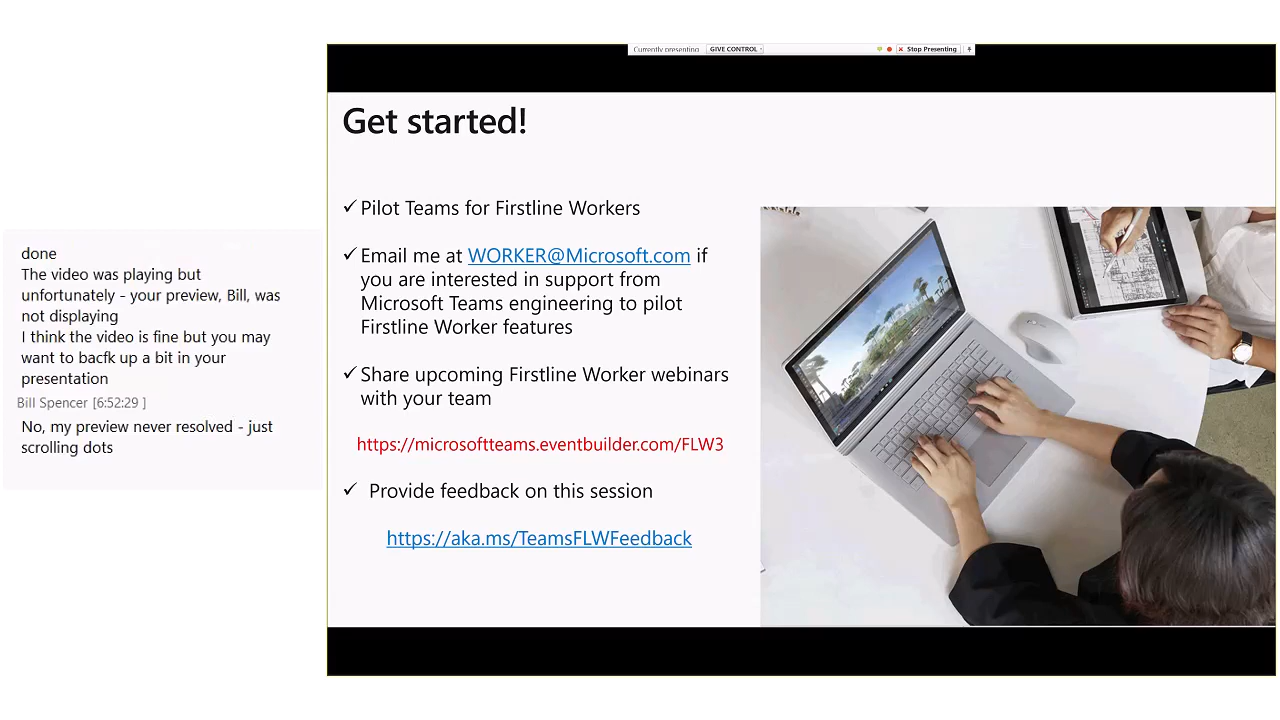 Currently presenting GIVE CONTROL Stop Presenting
Get started!
✓ Pilot Teams for Firstline Workers
✓ Email me at WORKER@Microsoft.com if
you are interested in support from
Microsoft Teams engineering to pilot
Firstline Worker features
✓ Share upcoming Firstline Worker webinars
with your team
https://microsoftteams.eventbuilder.com/FLW3
✓ Provide feedback on this session
https://aka.ms/TeamsFLWFeedback
done
The video was playing but
unfortunately - your preview, Bill, was
not displaying
I think the video is fine but you may
want to bacfk up a bit in your
presentation
Bill Spencer [6:52:29 ]
No, my preview never resolved - just
scrolling dots